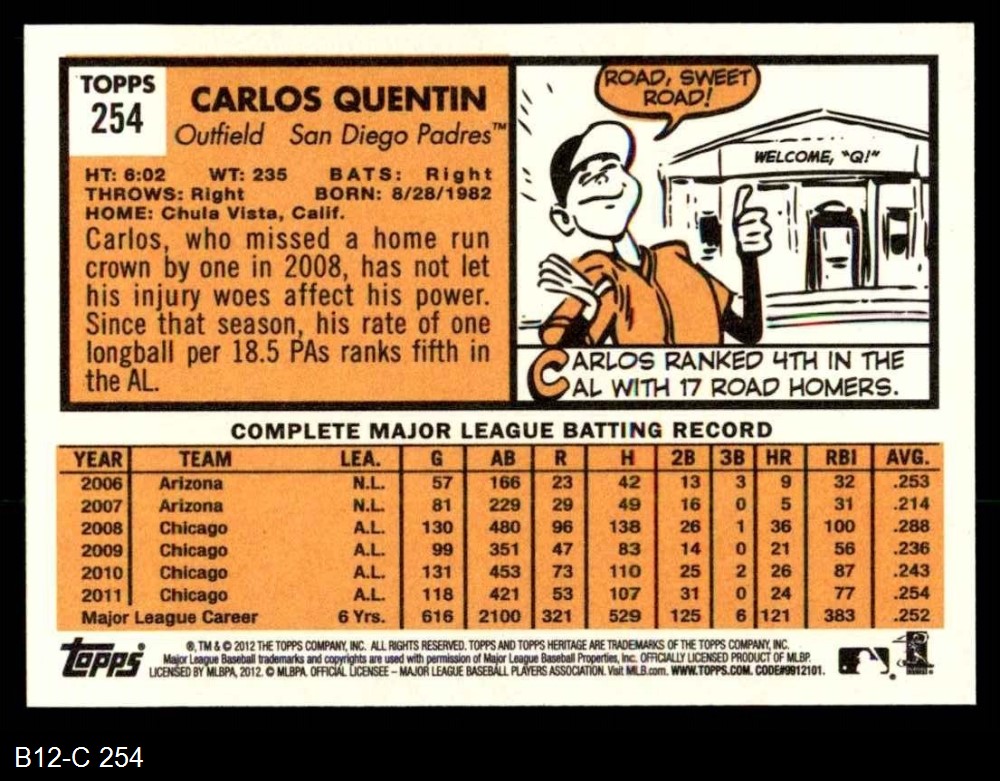 TOPPS
254
CARLOS QUENTIN
Outfield San Diego Padres™
HT: 6:02 WT: 235 BATS: Right
THROWS: Right BORN: 8/28/1982
HOME: Chula Vista, Calif.
Carlos, who missed a home run
crown by one in 2008, has not let
his injury woes affect his power.
Since that season, his rate of one
longball per 18.5 PAs ranks fifth in
the AL.
ROAD, SWEET
ROAD!
WELCOME, "Q!"
CARLOS RANKED 4TH IN THE
AL WITH 17 ROAD HOMERS.
COMPLETE MAJOR LEAGUE BATTING RECORD
YEAR TEAM LEA. G AB R H 2B 3B HR RBI AVG.
2006 Arizona N.L. 57 166 23 42 13 3 9 32 .253
2007 Arizona N.L. 81 229 29 49 16 0 5 31 .214
2008 Chicago A.L. 130 480 96 138 26 1 36 100 .288
2009 Chicago A.L. 99 351 47 83 14 0 21 56 .236
2010 Chicago A.L. 131 453 73 110 25 2 26 87 .243
2011 Chicago A.L. 118 421 53 107 31 0 24 77 .254
Major League Career 6 Yrs. 616 2100 321 529 125 6 121 383 .252
Topps
®, TM & © 2012 THE TOPPS COMPANY, INC. ALL RIGHTS RESERVED. TOPPS AND TOPPS HERITAGE ARE TRADEMARKS OF THE TOPPS COMPANY, INC.
Major League Baseball trademarks and copyrights are used with permission of Major League Baseball Properties, Inc. OFFICIALLY LICENSED PRODUCT OF MLBP.
LICENSED BY MLBPA, 2012. © MLBPA. OFFICIAL LICENSEE – MAJOR LEAGUE BASEBALL PLAYERS ASSOCIATION. Visit MLB.com. WWW.TOPPS.COM. CODE#9912101.
B12-C 254